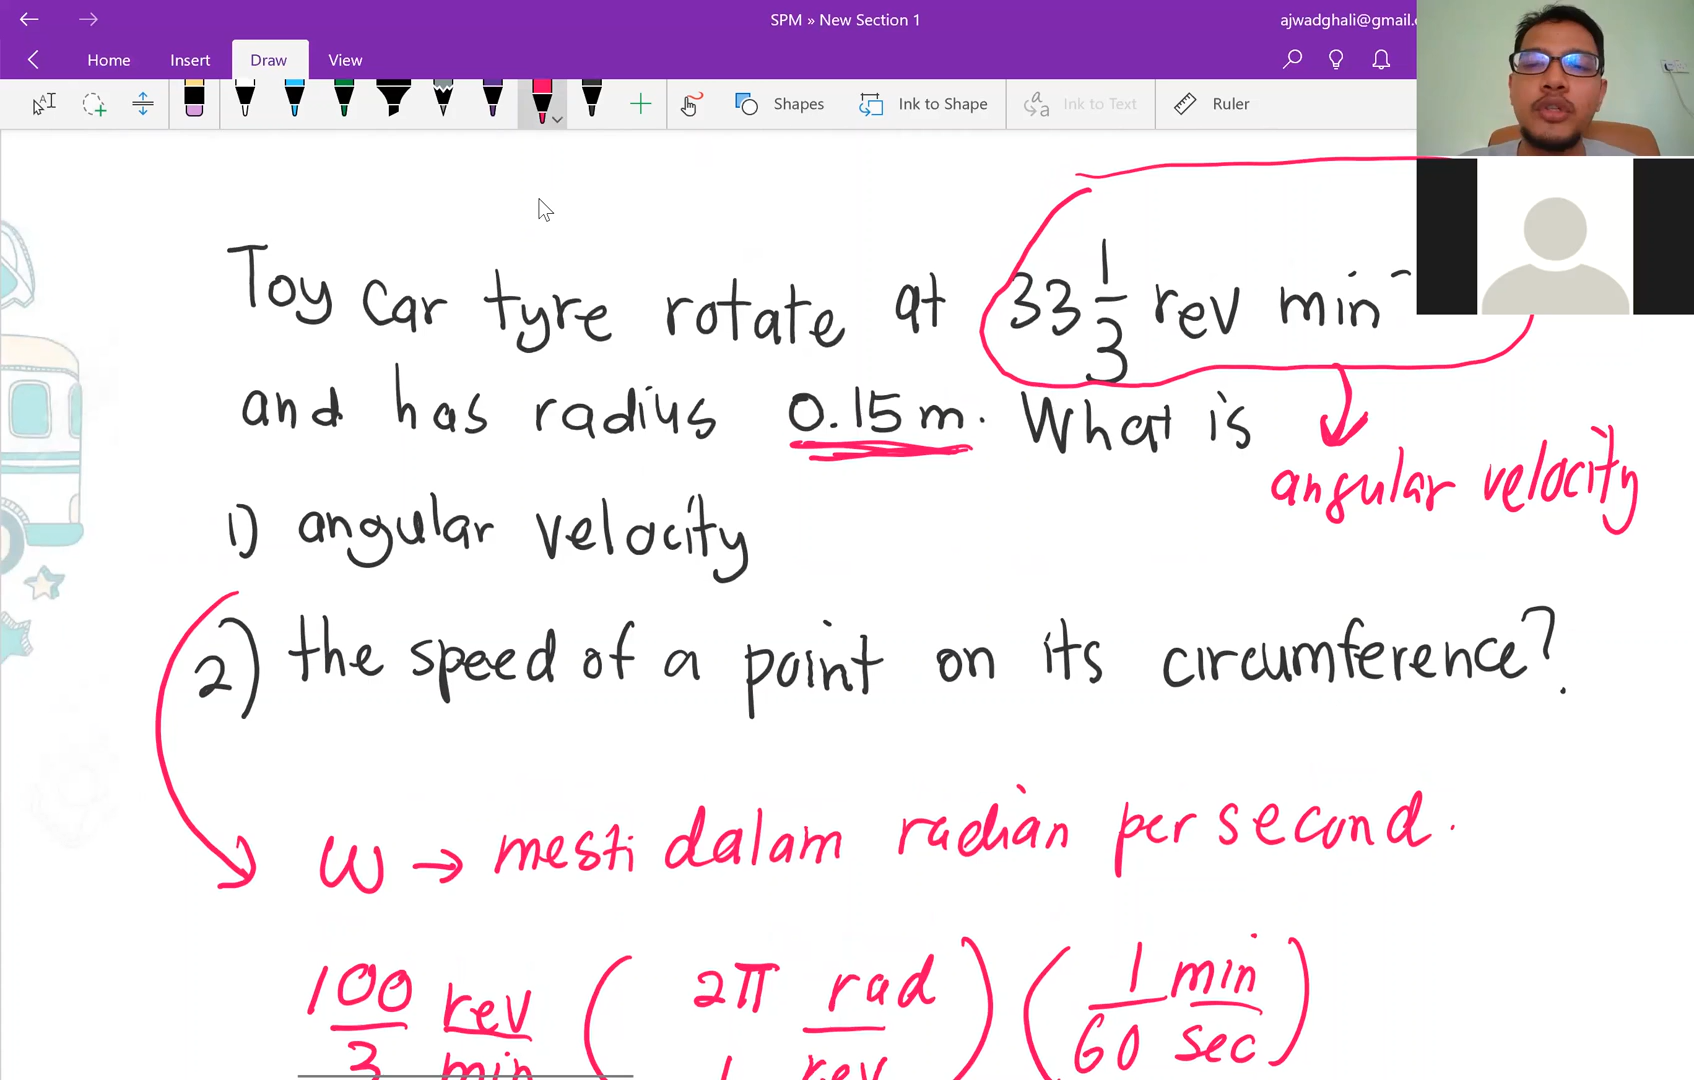 SPM » New Section 1
ajwadghali@gmail.c
Home Insert Draw View
Shapes Ink to Shape Ink to Text Ruler
Toy car tyre rotate at 33 1/3 rev min⁻
and has radius 0.15 m. What is
angular velocity
1) angular velocity
2) the speed of a point on its circumference?
ω → mesti dalam radian per second.
100/3 rev/min (2π rad/1 rev) (1 min/60 sec)